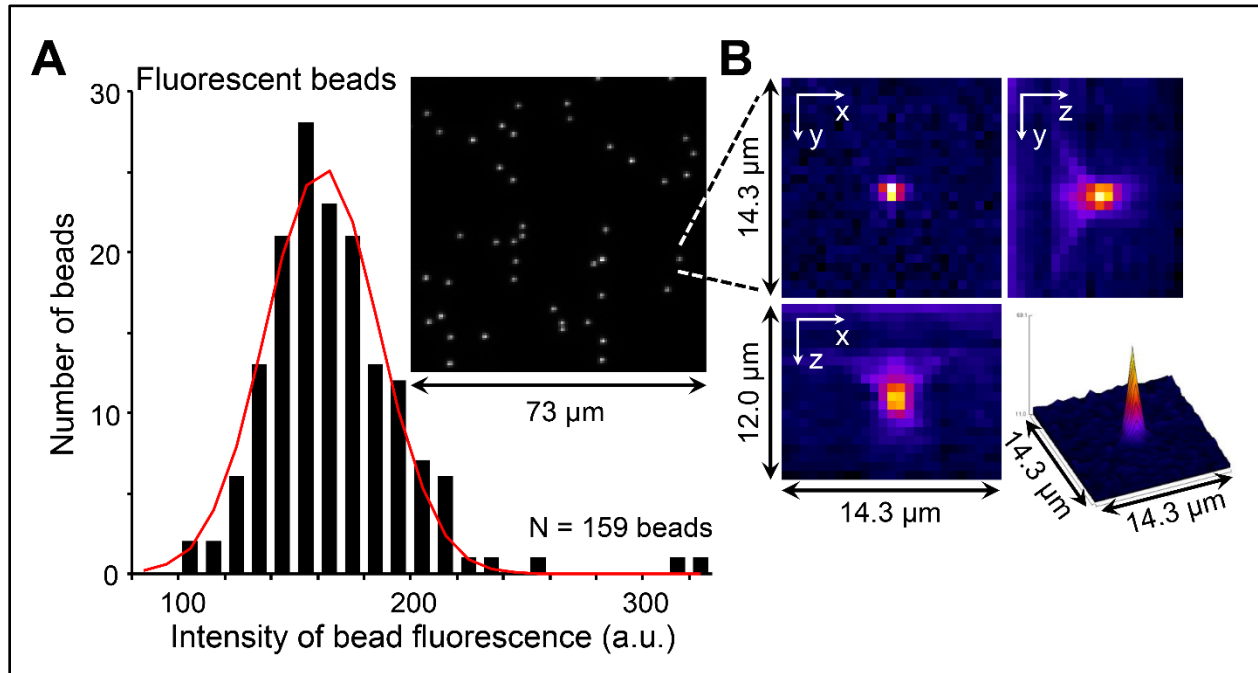 A
Fluorescent beads
30
20
10
0
Number of beads
100
200
300
Intensity of bead fluorescence (a.u.)
N = 159 beads
73 µm
B
x
y
z
y
14.3 µm
x
z
12.0 µm
14.3 µm
14.3 µm
14.3 µm